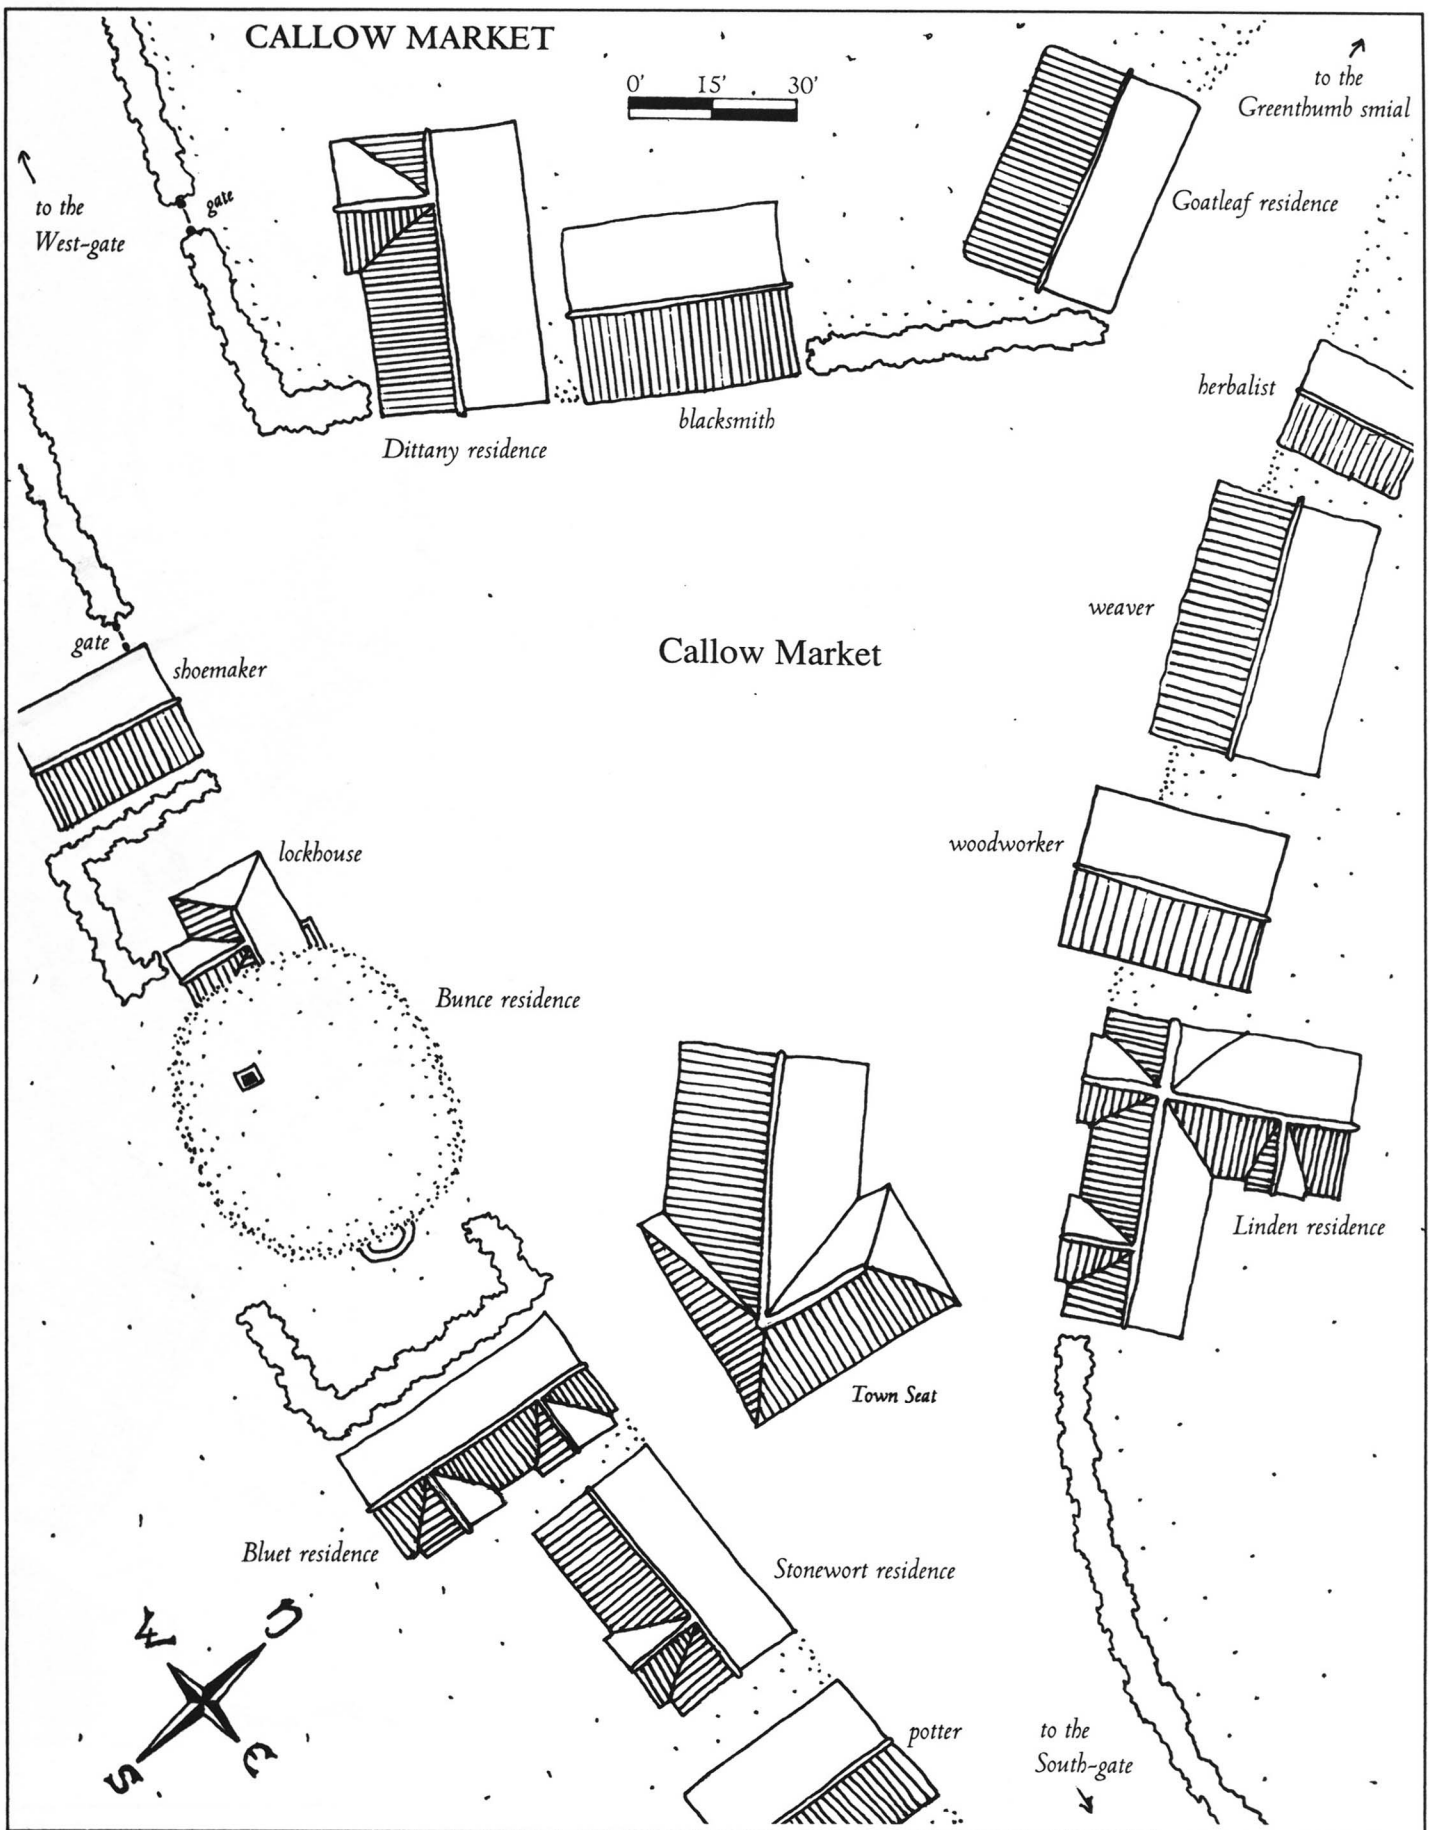 CALLOW MARKET
0' 15' 30'
to the
Greenthumb smial
gate
to the
West-gate
Goatleaf residence
herbalist
blacksmith
Dittany residence
weaver
gate
shoemaker
Callow Market
woodworker
lockhouse
Bunce residence
Linden residence
Town Seat
Bluet residence
Stonewort residence
W
N
S
E
potter
to the
South-gate